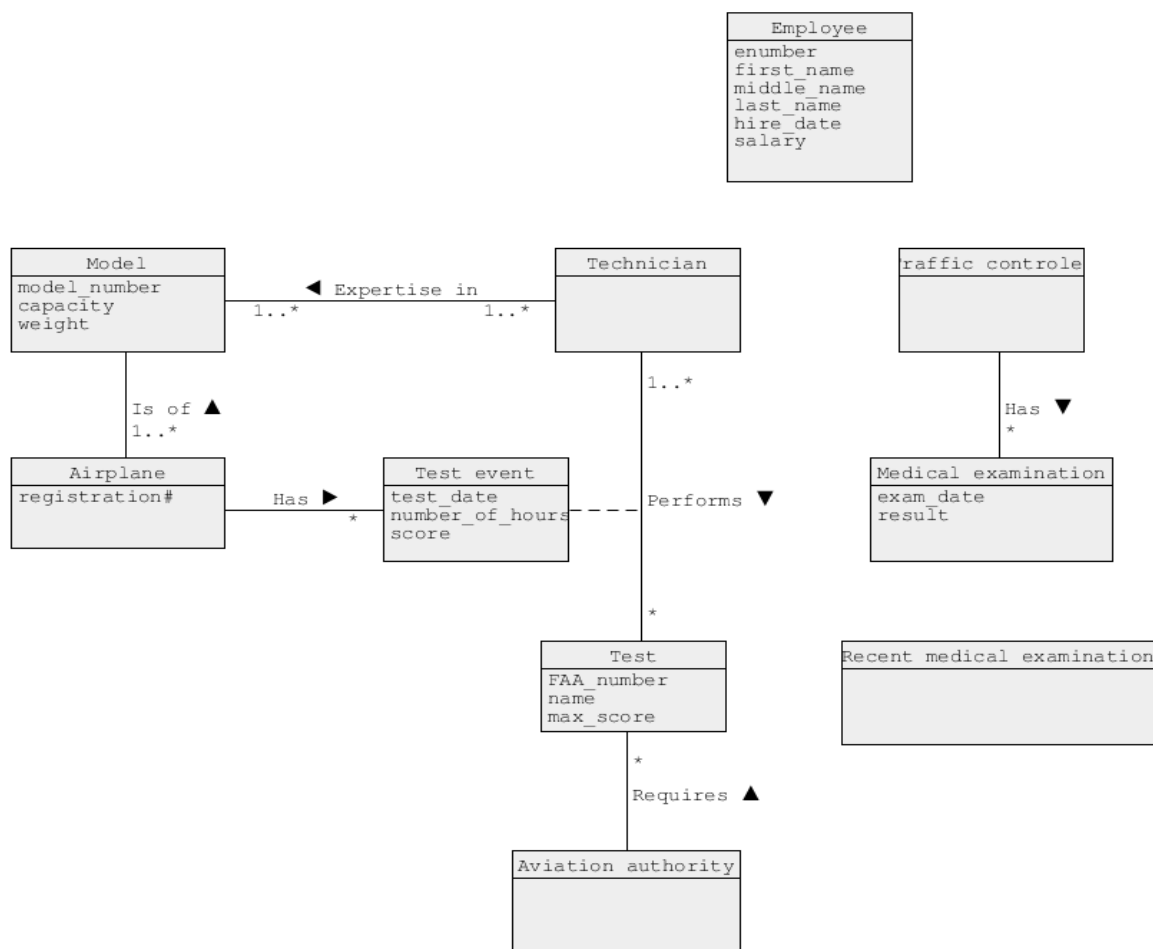 Employee
enumber
first_name
middle_name
last_name
hire_date
salary
Model
model_number
capacity
weight
◀ Expertise in
1..*
1..*
Technician
raffic controle
Is of ▲
1..*
1..*
Has ▼
*
Airplane
registration#
Has ▶
*
Test event
test_date
number_of_hours
score
Performs ▼
*
Medical examination
exam_date
result
Test
FAA_number
name
max_score
Recent medical examination
*
Requires ▲
Aviation authority